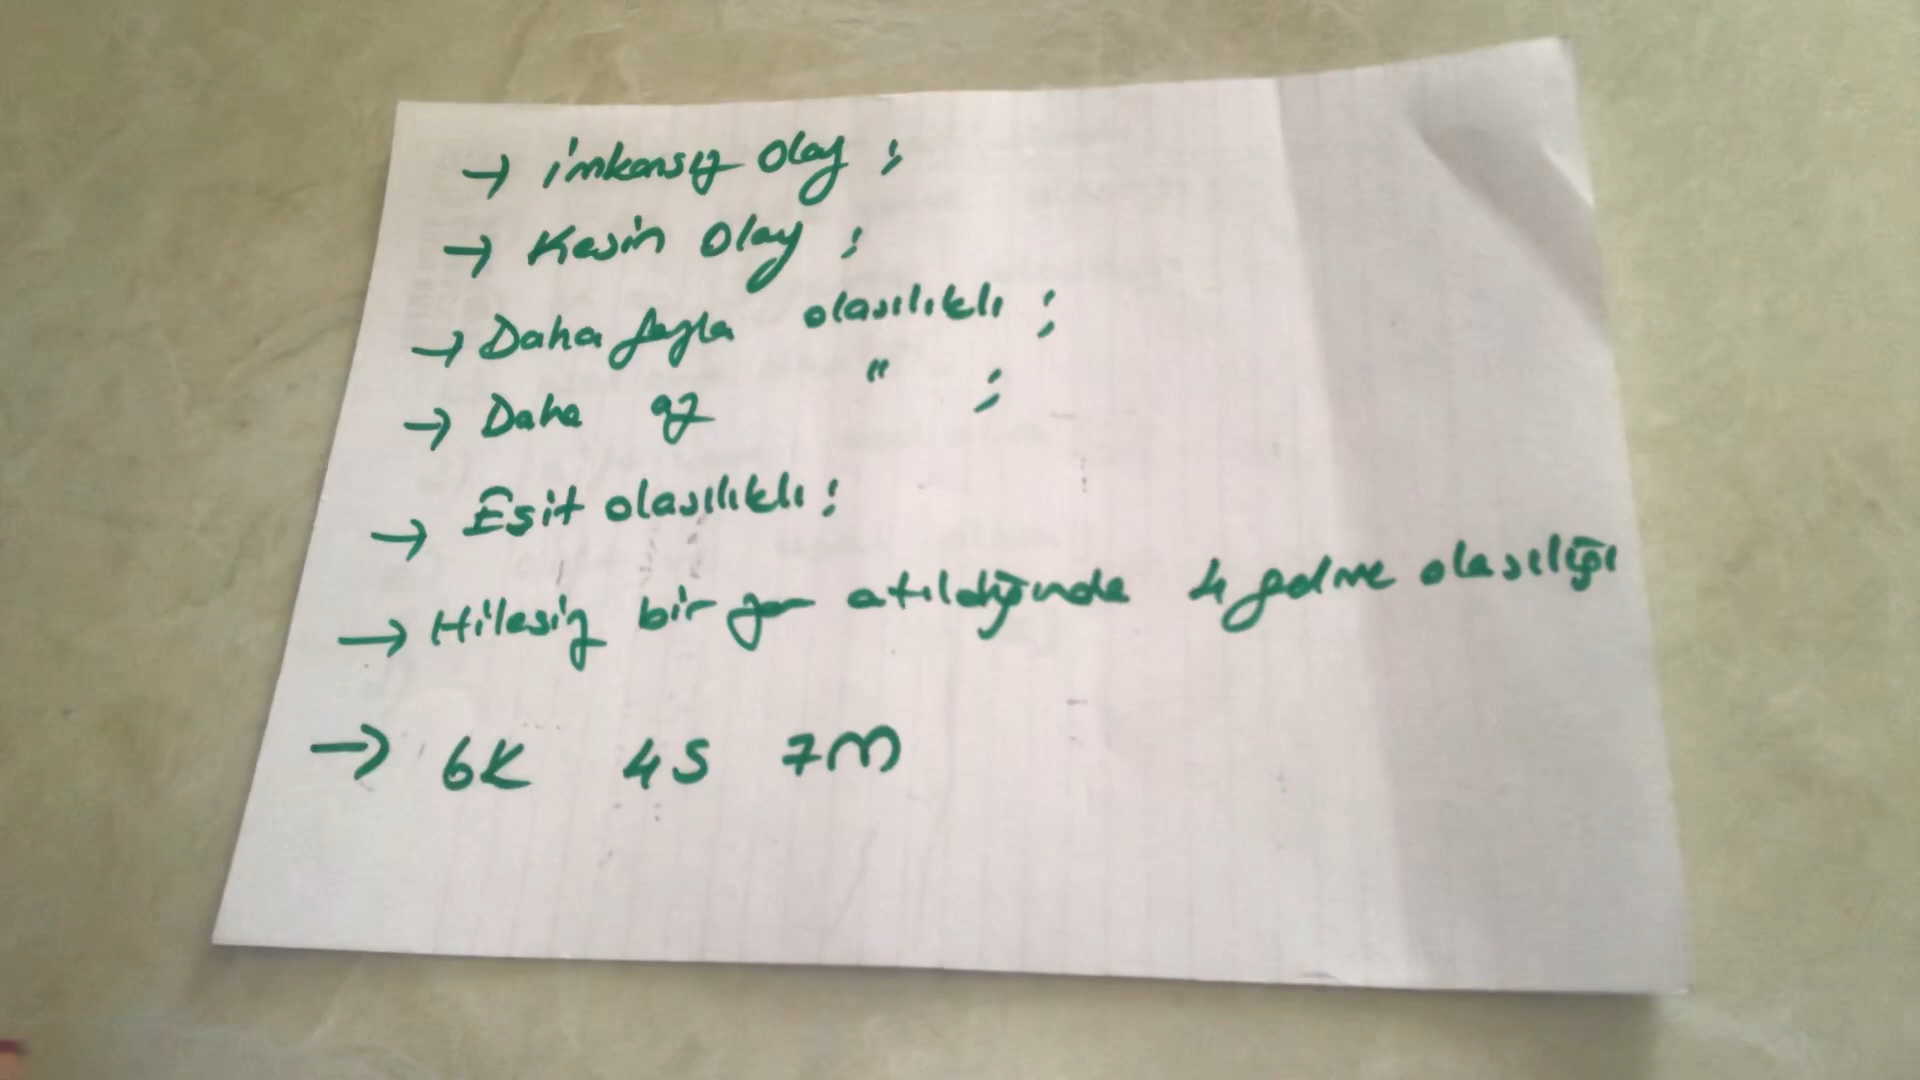 → imkansız Olay ;
→ Kesin Olay ;
→ Daha fazla olasılıklı ;
→ Daha az " ;
→ Eşit olasılıklı ;
→ Hilesiz bir zar atıldığında 4 gelme olasılığı
→ 6K 4S 7M